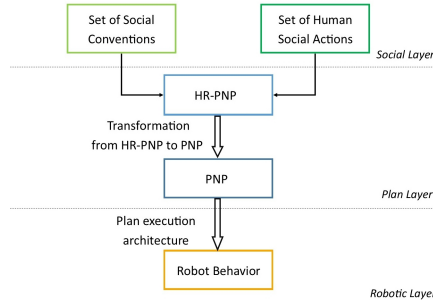 Set of Social
Conventions
Set of Human
Social Actions
Social Layer
HR-PNP
Transformation
from HR-PNP to PNP
PNP
Plan Layer
Plan execution
architecture
Robot Behavior
Robotic Layer